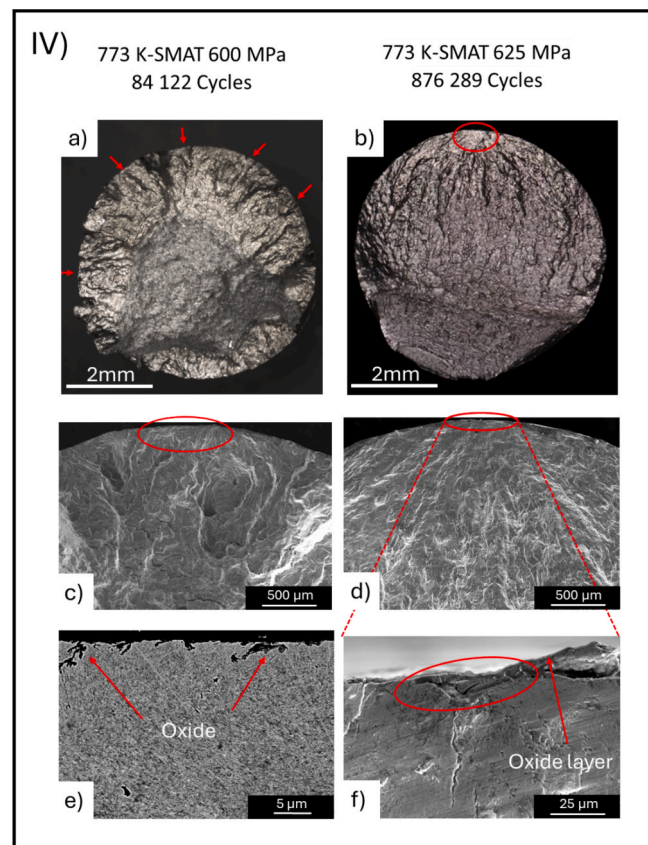 IV)
773 K-SMAT 600 MPa
84 122 Cycles
773 K-SMAT 625 MPa
876 289 Cycles
a)
2mm
b)
2mm
c)
500 µm
d)
500 µm
Oxide
e)
5 µm
Oxide layer
f)
25 µm